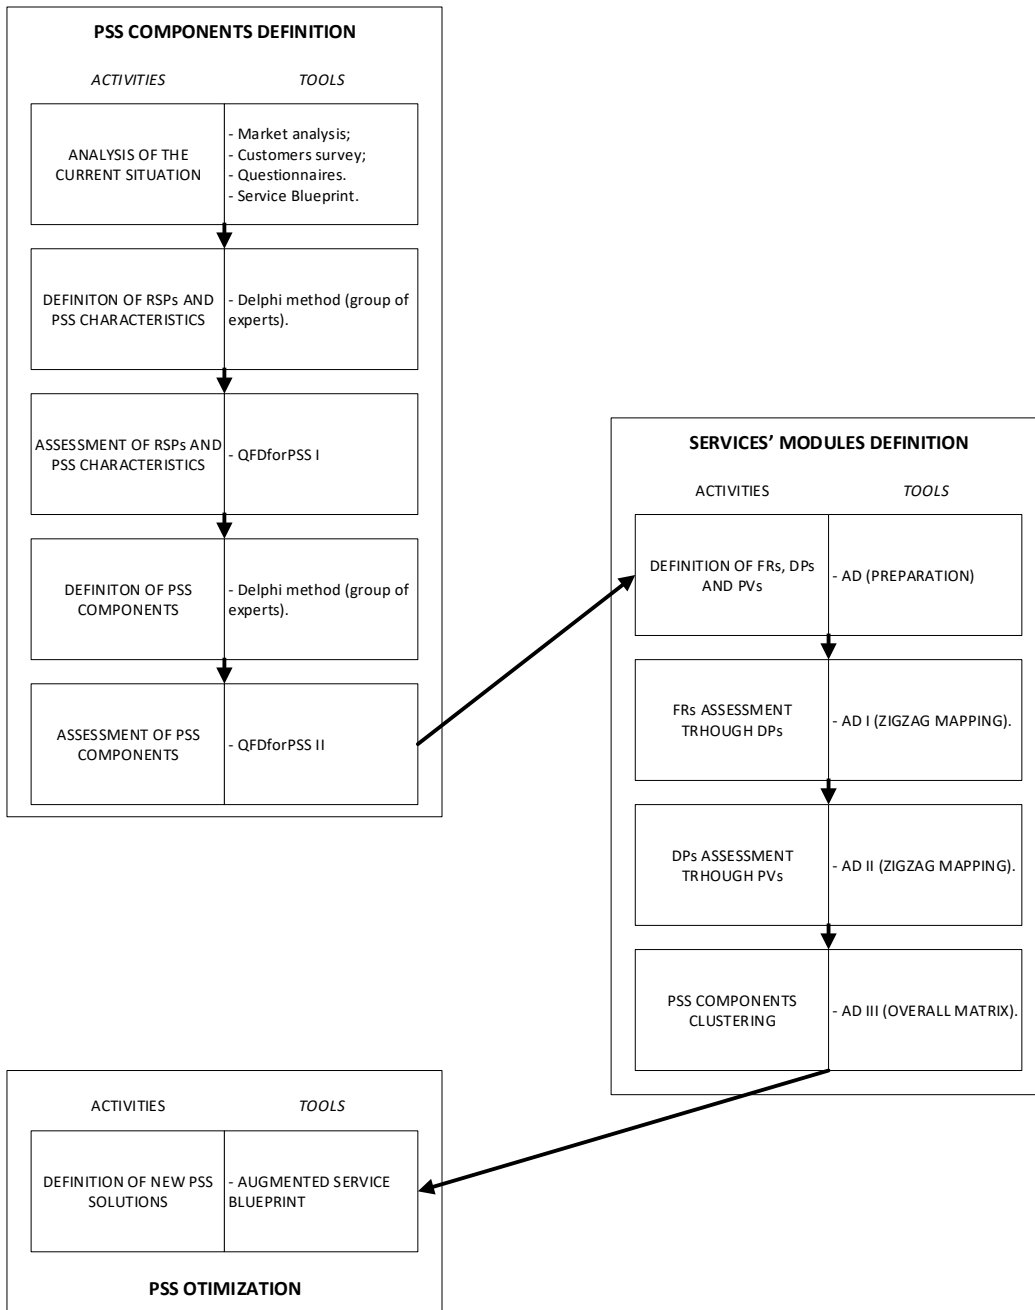 PSS COMPONENTS DEFINITION
ACTIVITIES
TOOLS
ANALYSIS OF THE
CURRENT SITUATION
- Market analysis;
- Customers survey;
- Questionnaires.
- Service Blueprint.
DEFINITON OF RSPs AND
PSS CHARACTERISTICS
- Delphi method (group of
experts).
ASSESSMENT OF RSPs AND
PSS CHARACTERISTICS
- QFDforPSS I
DEFINITON OF PSS
COMPONENTS
- Delphi method (group of
experts).
ASSESSMENT OF PSS
COMPONENTS
- QFDforPSS II
SERVICES’ MODULES DEFINITION
ACTIVITIES
TOOLS
DEFINITION OF FRs, DPs
AND PVs
- AD (PREPARATION)
FRs ASSESSMENT
TRHOUGH DPs
- AD I (ZIGZAG MAPPING).
DPs ASSESSMENT
TRHOUGH PVs
- AD II (ZIGZAG MAPPING).
PSS COMPONENTS
CLUSTERING
- AD III (OVERALL MATRIX).
ACTIVITIES
TOOLS
DEFINITION OF NEW PSS
SOLUTIONS
- AUGMENTED SERVICE
BLUEPRINT
PSS OTIMIZATION